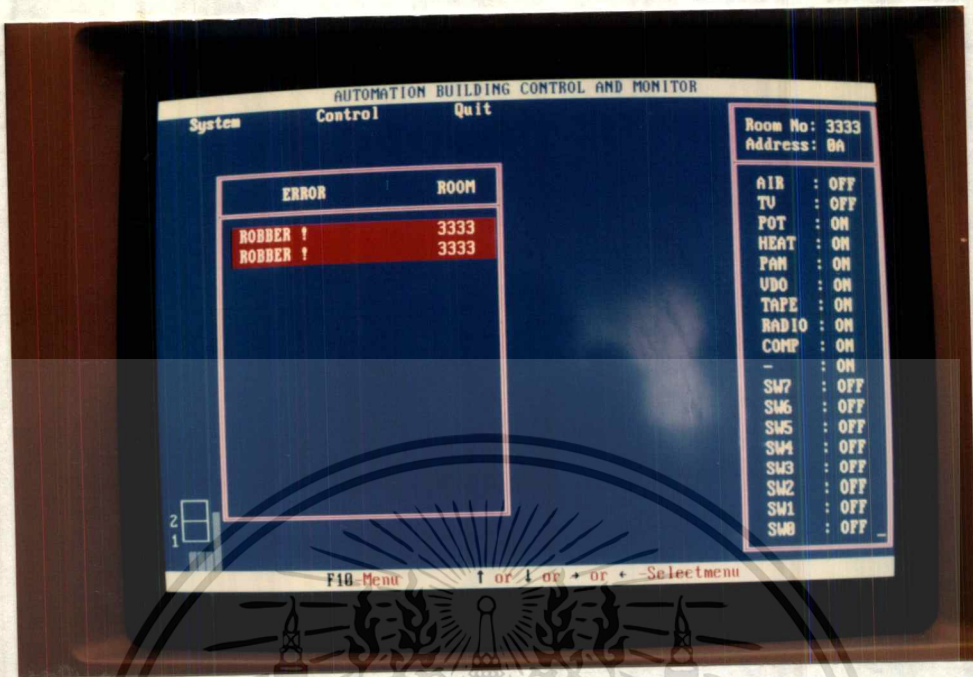 AUTOMATION BUILDING CONTROL AND MONITOR
System Control Quit
ERROR ROOM
ROBBER ! 3333
ROBBER ! 3333
2
1
Room No: 3333
Address: 0A
AIR : OFF
TV : OFF
POT : ON
HEAT : ON
PAN : ON
VDO : ON
TAPE : ON
RADIO : ON
COMP : ON
- : ON
SW7 : OFF
SW6 : OFF
SW5 : OFF
SW4 : OFF
SW3 : OFF
SW2 : OFF
SW1 : OFF
SW0 : OFF _
F10-Menu ↑ or ↓ or → or ← -Selectmenu